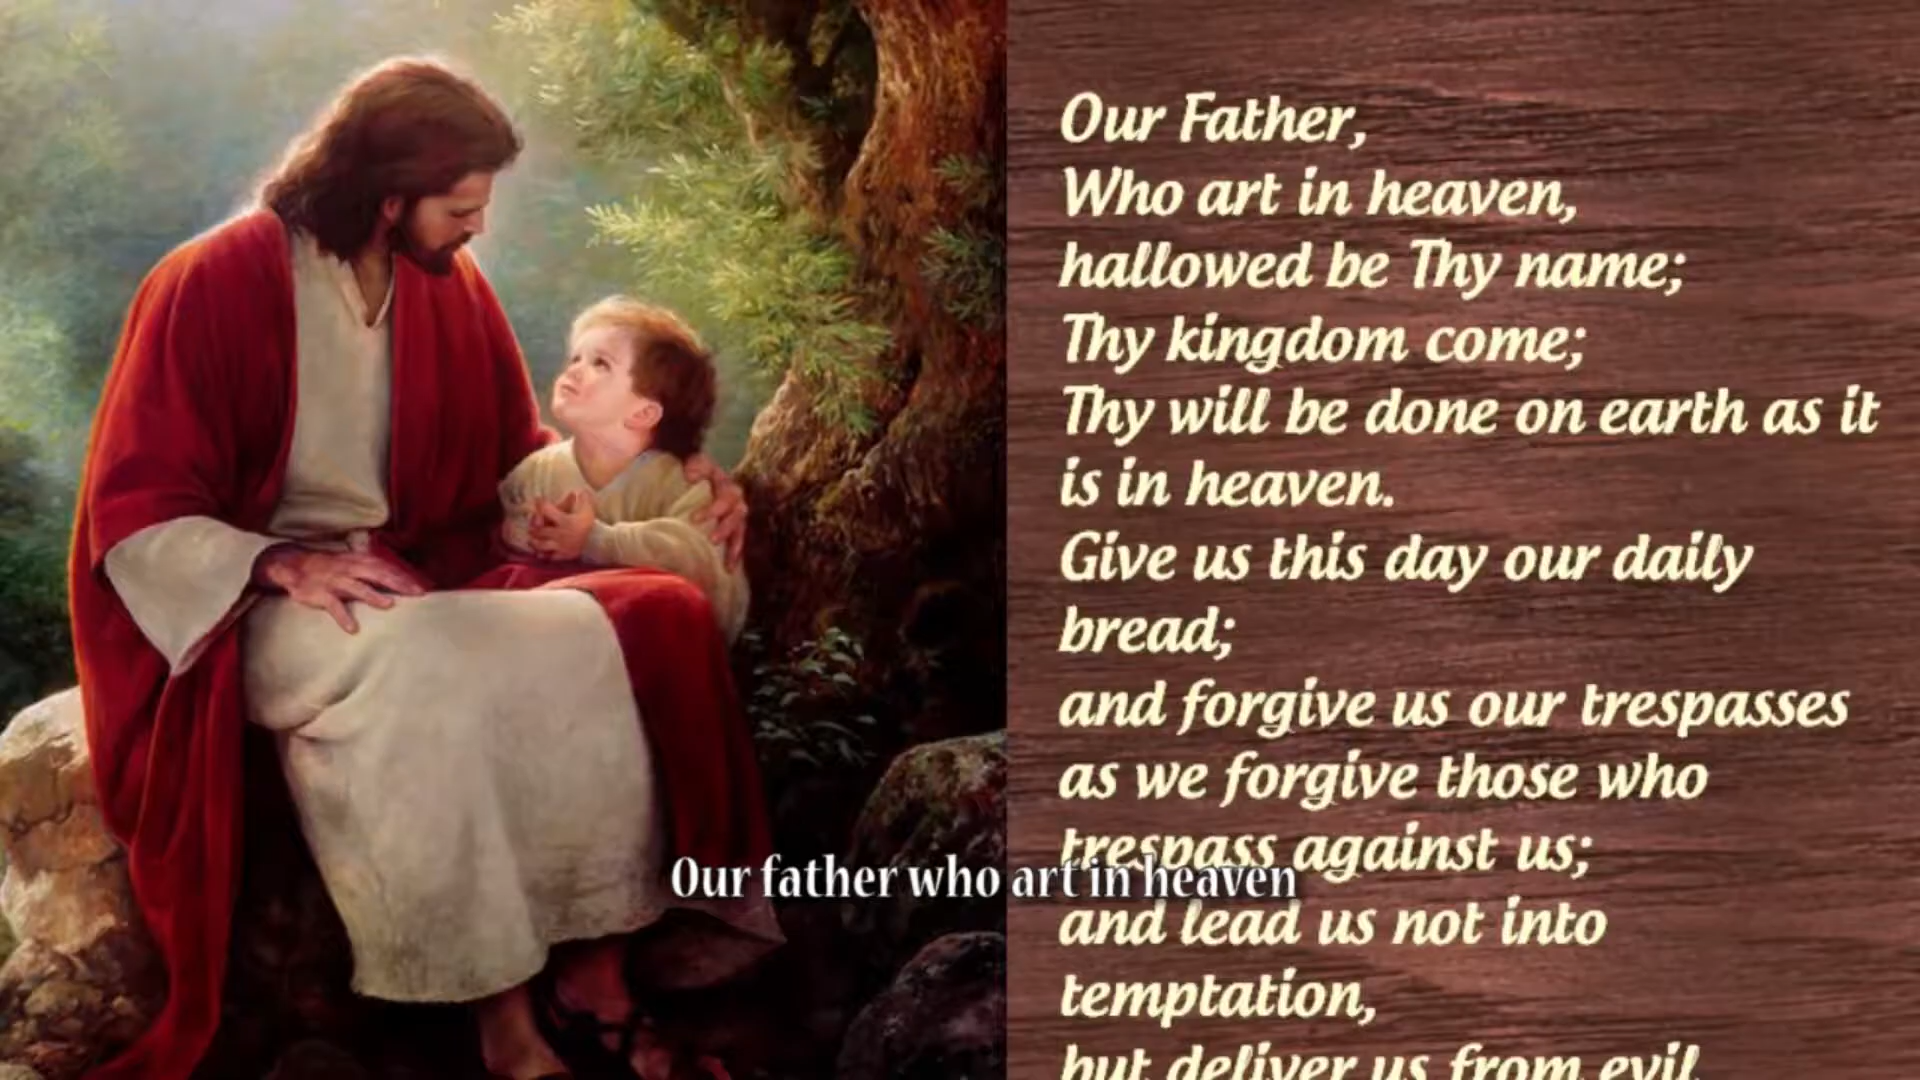 Our Father,
Who art in heaven,
hallowed be Thy name;
Thy kingdom come;
Thy will be done on earth as it
is in heaven.
Give us this day our daily
bread;
and forgive us our trespasses
as we forgive those who
trespass against us;
Our father who art in heaven
and lead us not into
temptation,
but deliver us from evil.